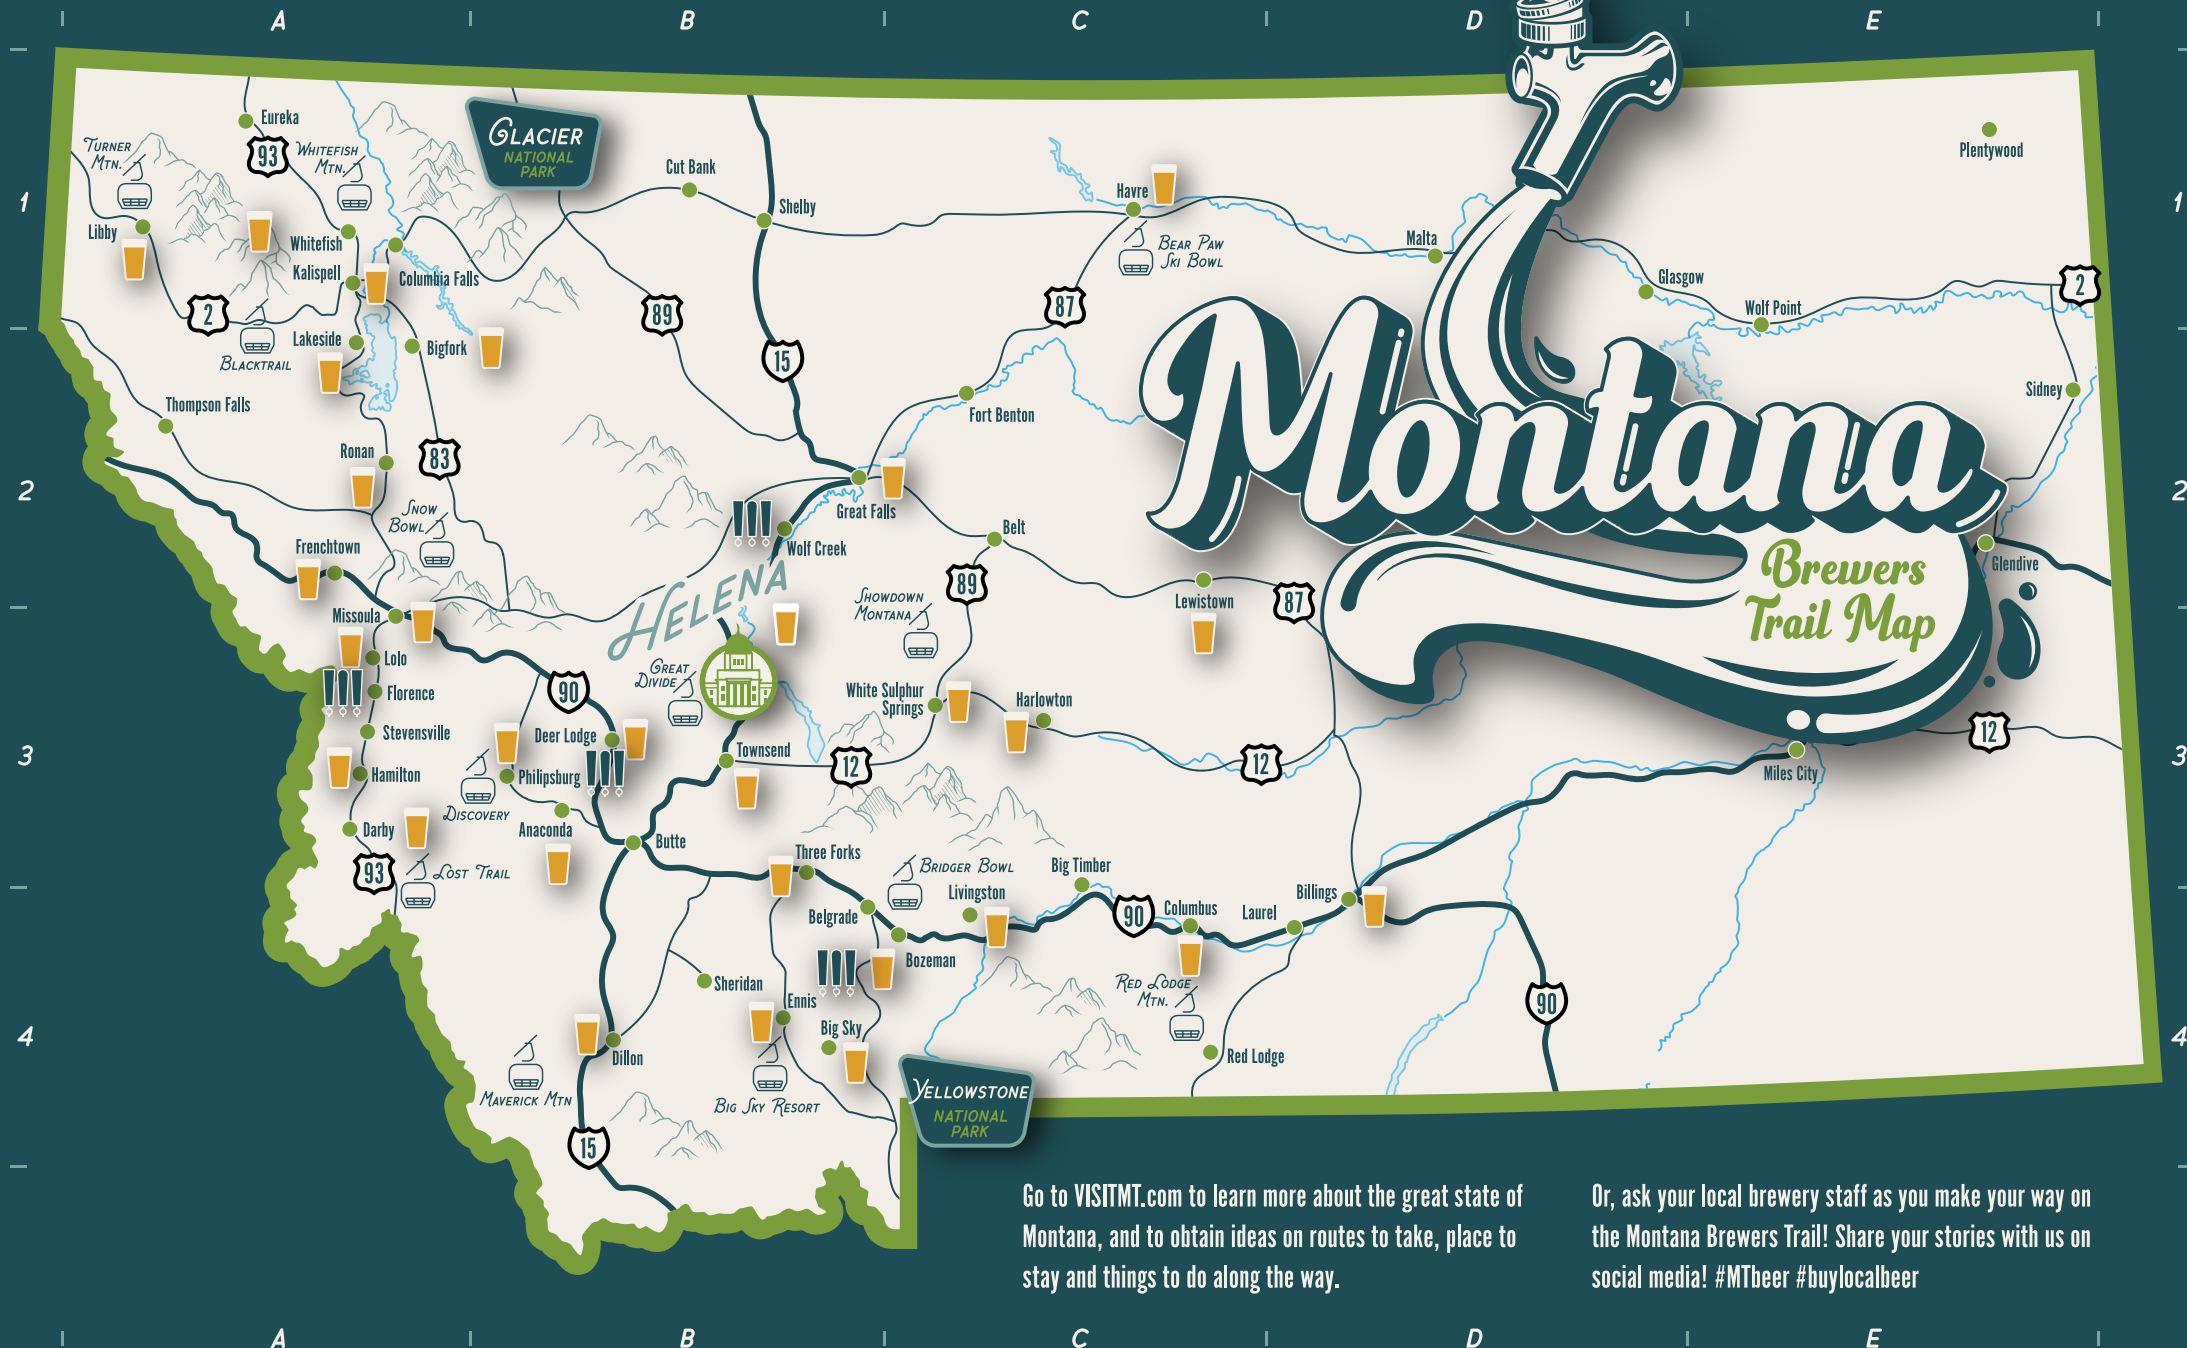 A
B
C
D
E
1
2
3
4
1
2
3
4
Eureka
93
TURNER
MTN.
WHITEFISH
MTN.
GLACIER
NATIONAL
PARK
Cut Bank
Shelby
Havre
BEAR PAW
SKI BOWL
Malta
Plentywood
Glasgow
Wolf Point
2
Sidney
Libby
Whitefish
Kalispell
Columbia Falls
2
BLACKTRAIL
Lakeside
Bigfork
89
15
87
Fort Benton
Thompson Falls
Ronan
83
SNOW
BOWL
Great Falls
Wolf Creek
Belt
Montana
Brewers
Trail Map
Glendive
Frenchtown
Missoula
Lolo
Florence
Stevensville
Hamilton
Darby
93
LOST TRAIL
HELENA
GREAT
DIVIDE
90
Deer Lodge
Philipsburg
DISCOVERY
Anaconda
Butte
Townsend
12
SHOWDOWN
MONTANA
89
White Sulphur
Springs
Harlowton
Lewistown
87
12
12
Miles City
Three Forks
BRIDGER BOWL
Belgrade
Livingston
Big Timber
90
Columbus
Laurel
Billings
Bozeman
Sheridan
Ennis
Big Sky
Dillon
MAVERICK MTN
BIG SKY RESORT
RED LODGE
MTN.
Red Lodge
90
15
YELLOWSTONE
NATIONAL
PARK
Go to VISITMT.com to learn more about the great state of
Montana, and to obtain ideas on routes to take, place to
stay and things to do along the way.
Or, ask your local brewery staff as you make your way on
the Montana Brewers Trail! Share your stories with us on
social media! #MTbeer #buylocalbeer
A
B
C
D
E